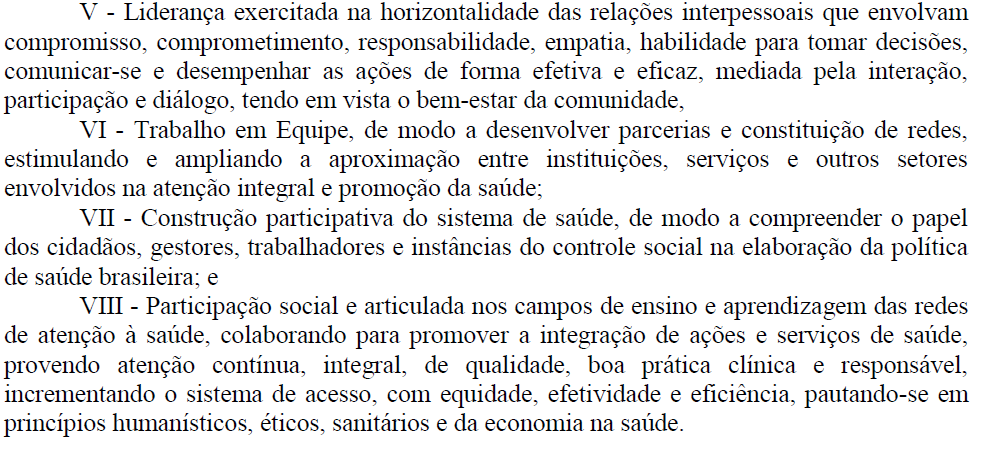 V - Liderança exercitada na horizontalidade das relações interpessoais que envolvam
compromisso, comprometimento, responsabilidade, empatia, habilidade para tomar decisões,
comunicar-se e desempenhar as ações de forma efetiva e eficaz, mediada pela interação,
participação e diálogo, tendo em vista o bem-estar da comunidade,
VI - Trabalho em Equipe, de modo a desenvolver parcerias e constituição de redes,
estimulando e ampliando a aproximação entre instituições, serviços e outros setores
envolvidos na atenção integral e promoção da saúde;
VII - Construção participativa do sistema de saúde, de modo a compreender o papel
dos cidadãos, gestores, trabalhadores e instâncias do controle social na elaboração da política
de saúde brasileira; e
VIII - Participação social e articulada nos campos de ensino e aprendizagem das redes
de atenção à saúde, colaborando para promover a integração de ações e serviços de saúde,
provendo atenção contínua, integral, de qualidade, boa prática clínica e responsável,
incrementando o sistema de acesso, com equidade, efetividade e eficiência, pautando-se em
princípios humanísticos, éticos, sanitários e da economia na saúde.